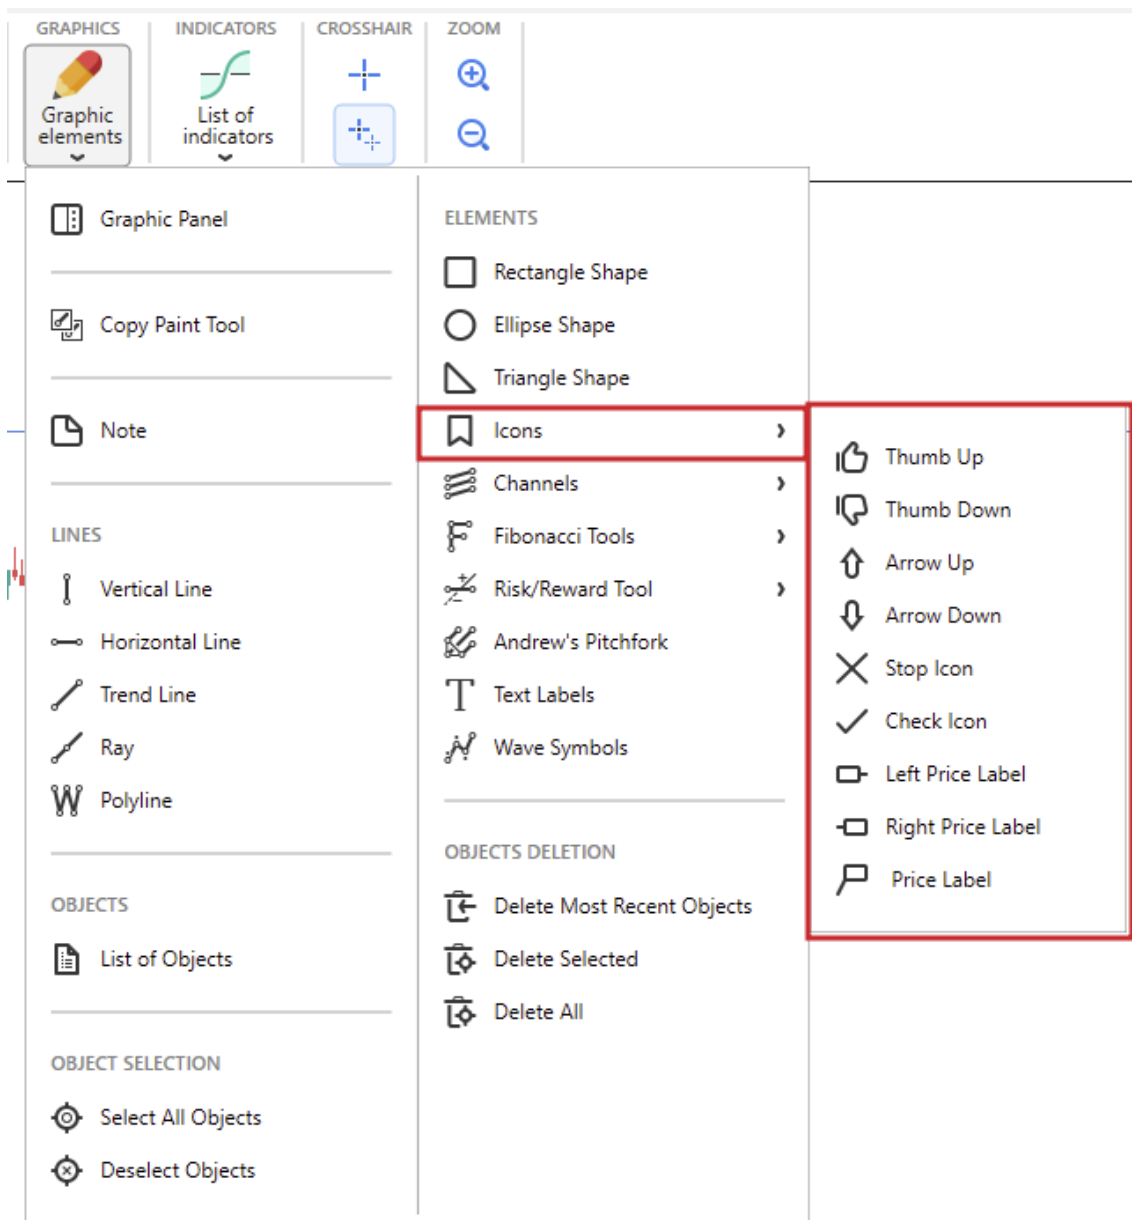 GRAPHICS
INDICATORS
CROSSHAIR
ZOOM
Graphic
elements
List of
indicators
Graphic Panel
Copy Paint Tool
Note
LINES
Vertical Line
Horizontal Line
Trend Line
Ray
Polyline
OBJECTS
List of Objects
OBJECT SELECTION
Select All Objects
Deselect Objects
ELEMENTS
Rectangle Shape
Ellipse Shape
Triangle Shape
Icons
Channels
Fibonacci Tools
Risk/Reward Tool
Andrew's Pitchfork
Text Labels
Wave Symbols
OBJECTS DELETION
Delete Most Recent Objects
Delete Selected
Delete All
Thumb Up
Thumb Down
Arrow Up
Arrow Down
Stop Icon
Check Icon
Left Price Label
Right Price Label
Price Label